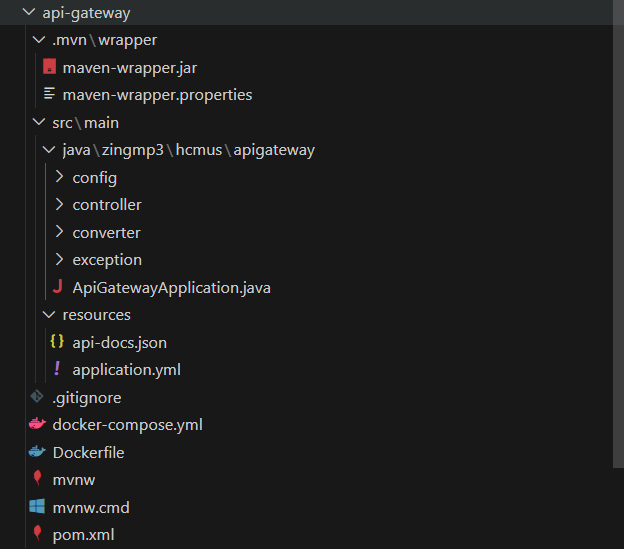 api-gateway
.mvn\wrapper
maven-wrapper.jar
maven-wrapper.properties
src\main
java\zingmp3\hcmus\apigateway
config
controller
converter
exception
J ApiGatewayApplication.java
resources
{} api-docs.json
! application.yml
.gitignore
docker-compose.yml
Dockerfile
mvnw
mvnw.cmd
pom.xml